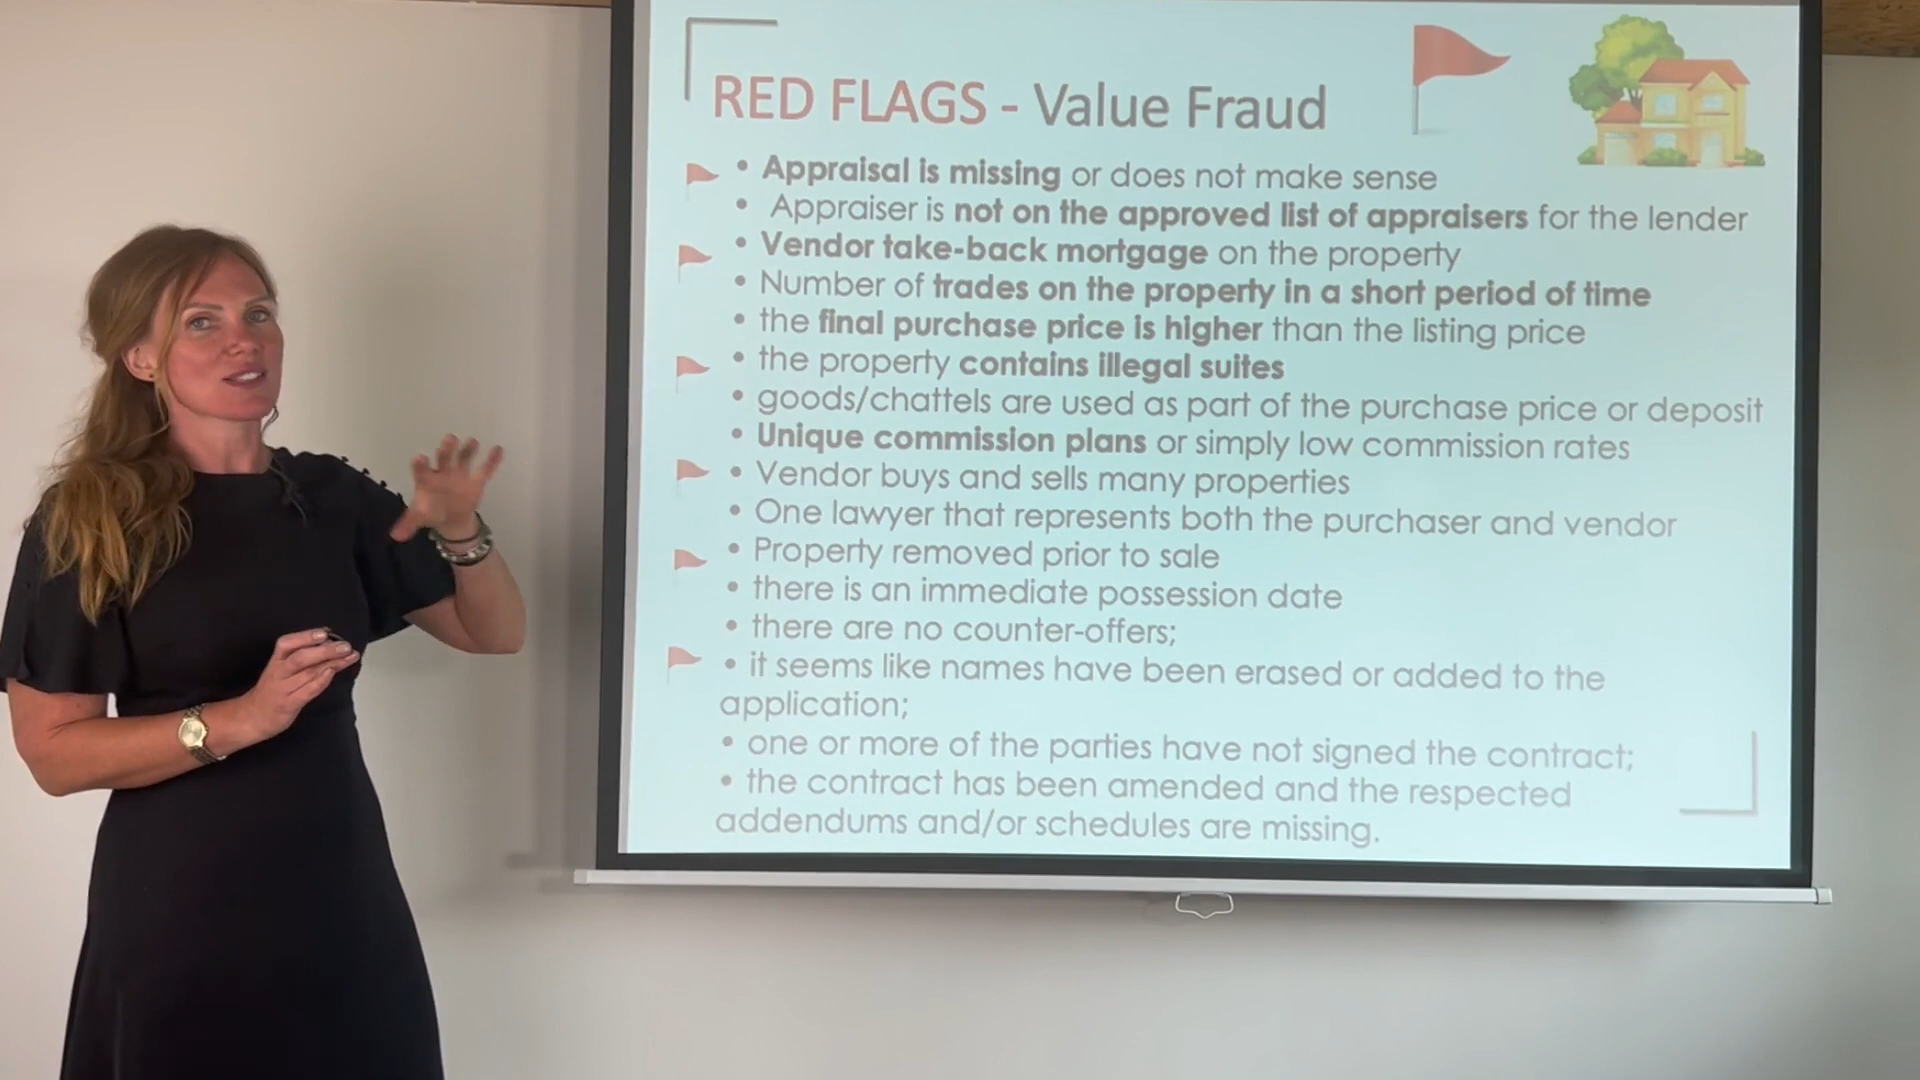 RED FLAGS - Value Fraud
• Appraisal is missing or does not make sense
• Appraiser is not on the approved list of appraisers for the lender
• Vendor take-back mortgage on the property
• Number of trades on the property in a short period of time
• the final purchase price is higher than the listing price
• the property contains illegal suites
• goods/chattels are used as part of the purchase price or deposit
• Unique commission plans or simply low commission rates
• Vendor buys and sells many properties
• One lawyer that represents both the purchaser and vendor
• Property removed prior to sale
• there is an immediate possession date
• there are no counter-offers;
• it seems like names have been erased or added to the
application;
• one or more of the parties have not signed the contract;
• the contract has been amended and the respected
addendums and/or schedules are missing.